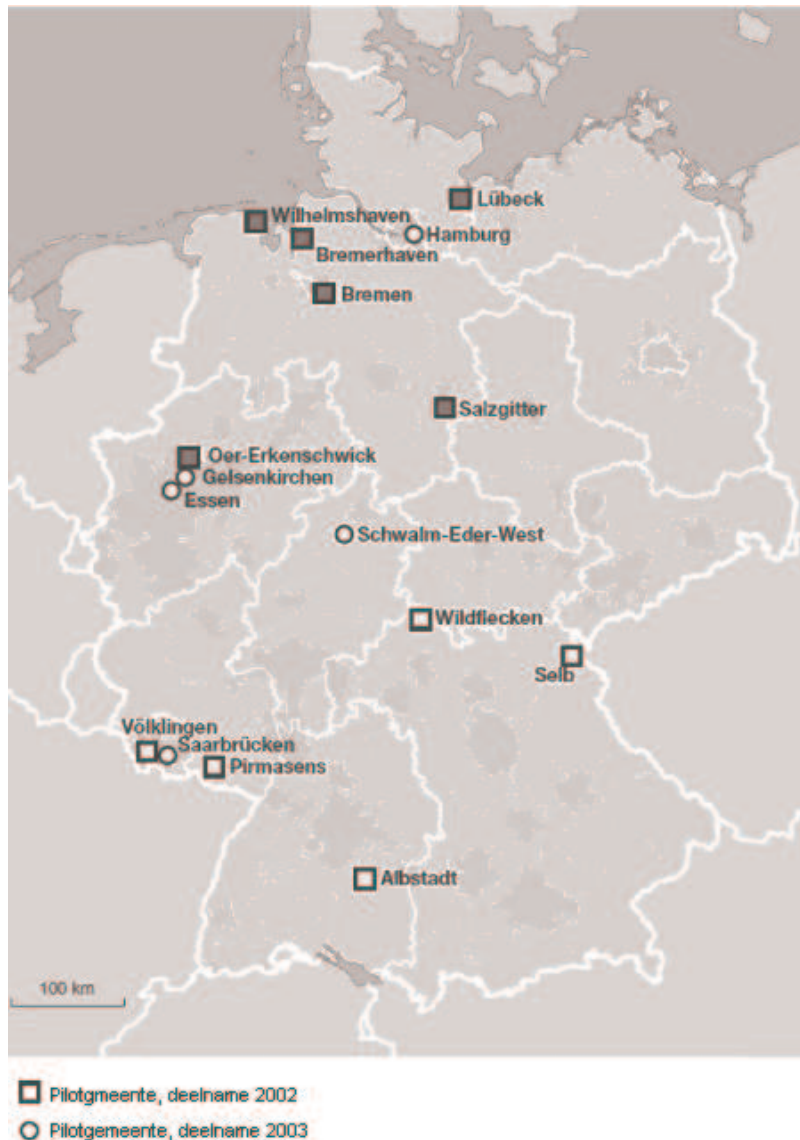 Lübeck
Wilhelmshaven
Hamburg
Bremerhaven
Bremen
Salzgitter
Oer-Erkenschwick
Gelsenkirchen
Essen
Schwalm-Eder-West
Wildflecken
Selb
Völklingen
Saarbrücken
Pirmasens
Albstadt
100 km
Pilotgmeente, deelname 2002
Pilotgemeente, deelname 2003